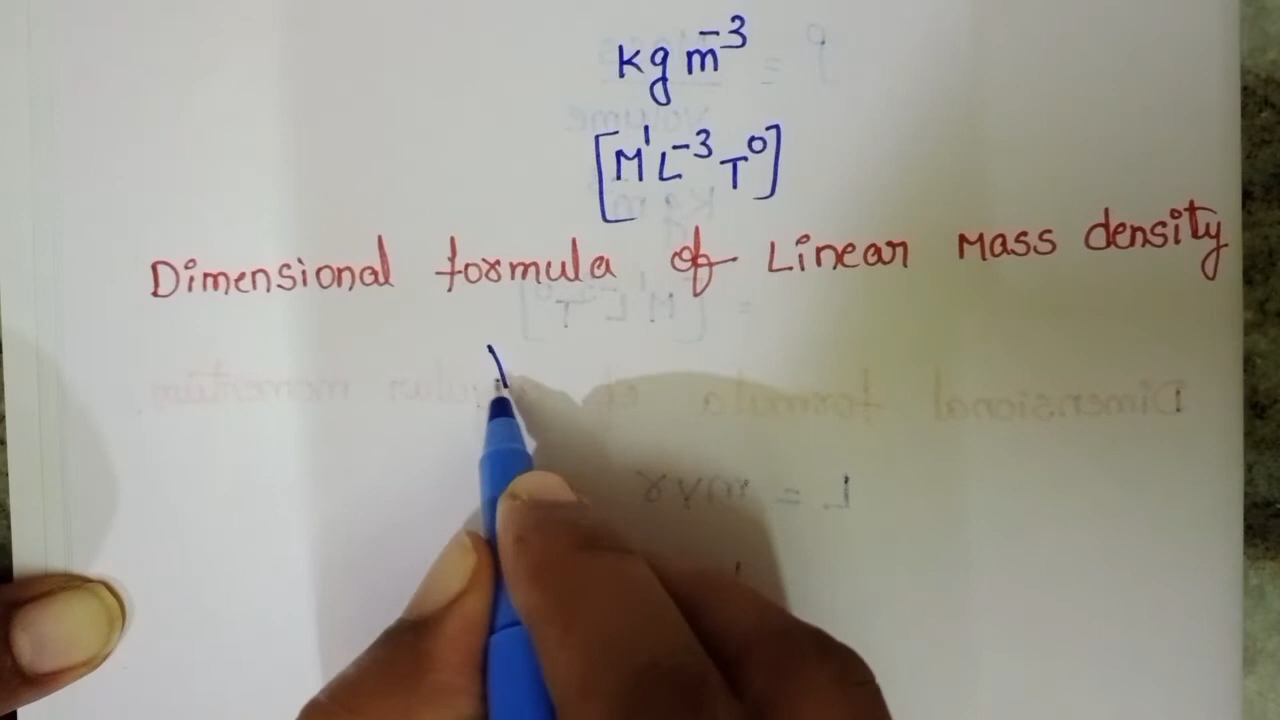 kg m⁻³
[M¹L⁻³T⁰]
Dimensional formula of Linear Mass density